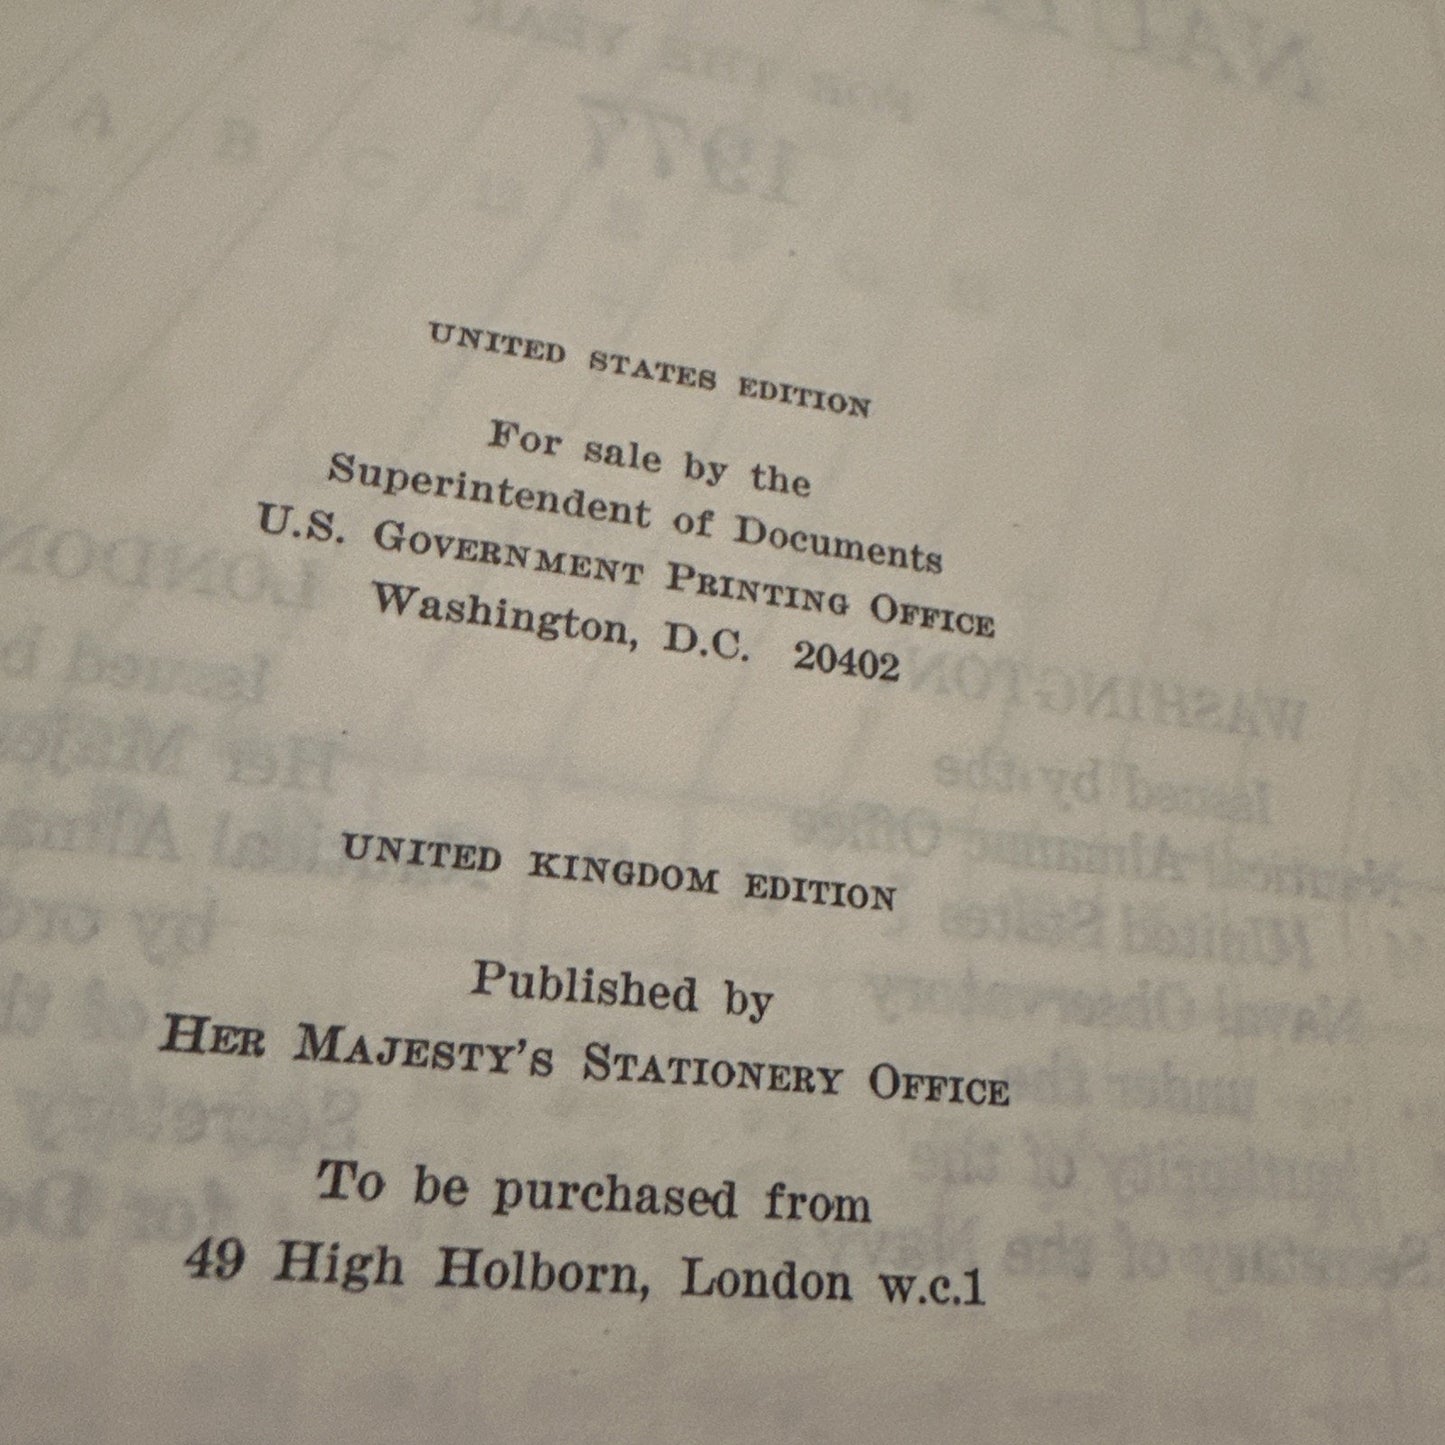 UNITED STATES EDITION
For sale by the
Superintendent of Documents
U.S. GOVERNMENT PRINTING OFFICE
Washington, D.C. 20402
UNITED KINGDOM EDITION
Published by
HER MAJESTY'S STATIONERY OFFICE
To be purchased from
49 High Holborn, London W.C.1